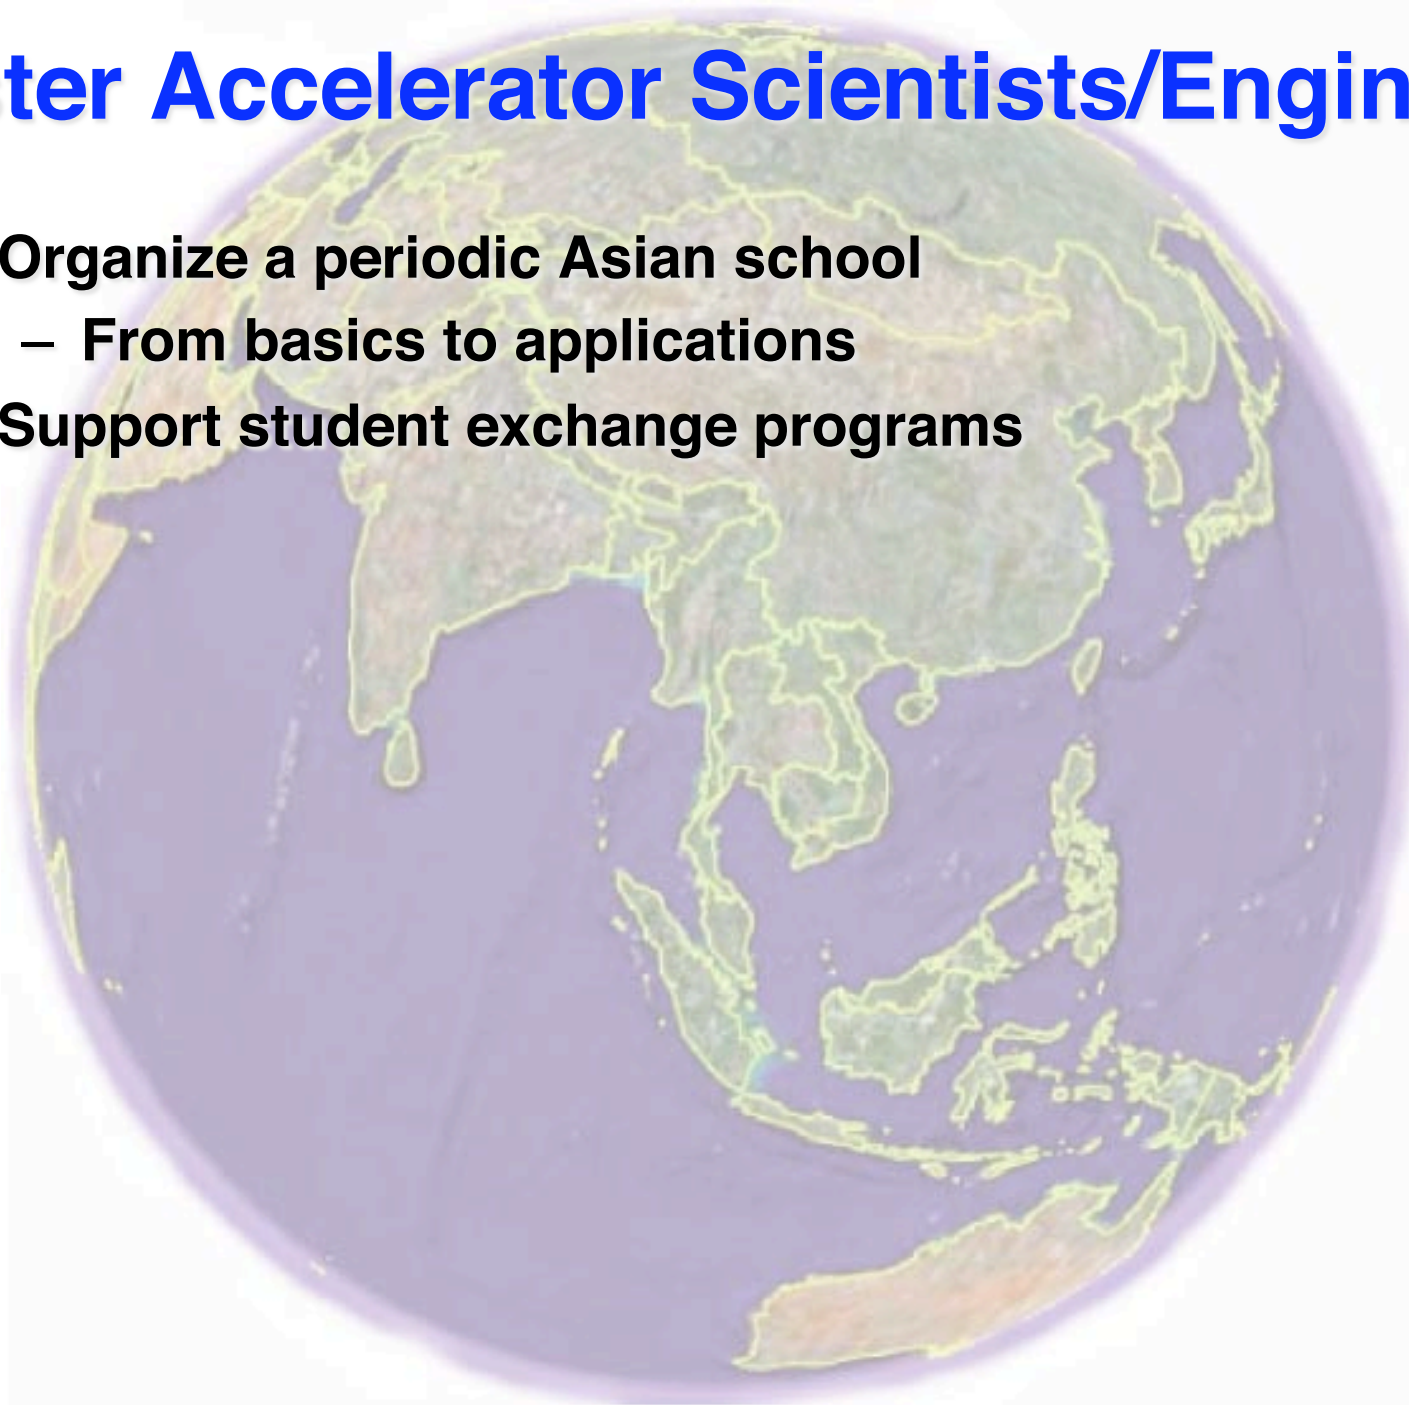 ter Accelerator Scientists/Engin
Organize a periodic Asian school
– From basics to applications
Support student exchange programs